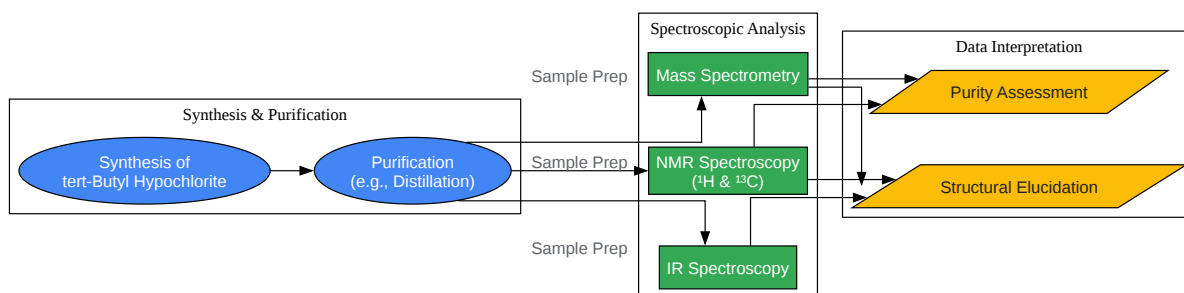 Synthesis & Purification
Synthesis of
tert-Butyl Hypochlorite
Purification
(e.g., Distillation)
Sample Prep
Sample Prep
Sample Prep
Spectroscopic Analysis
Mass Spectrometry
NMR Spectroscopy
(¹H & ¹³C)
IR Spectroscopy
Data Interpretation
Purity Assessment
Structural Elucidation